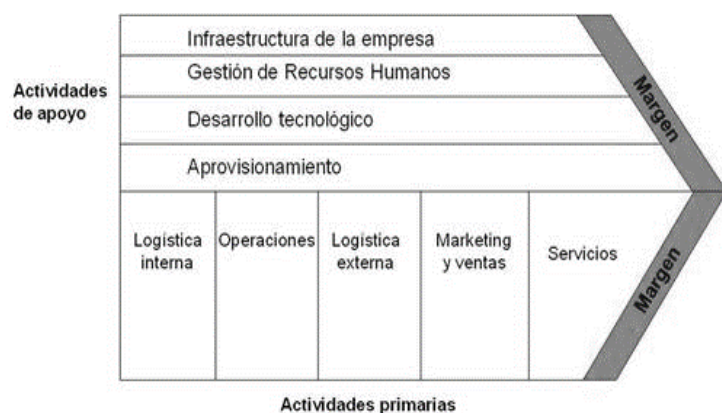 Infraestructura de la empresa
Gestión de Recursos Humanos
Actividades
de apoyo
Desarrollo tecnológico
Aprovisionamiento
Margen
Logística
interna
Operaciones
Logística
externa
Marketing
y ventas
Servicios
Margen
Actividades primarias